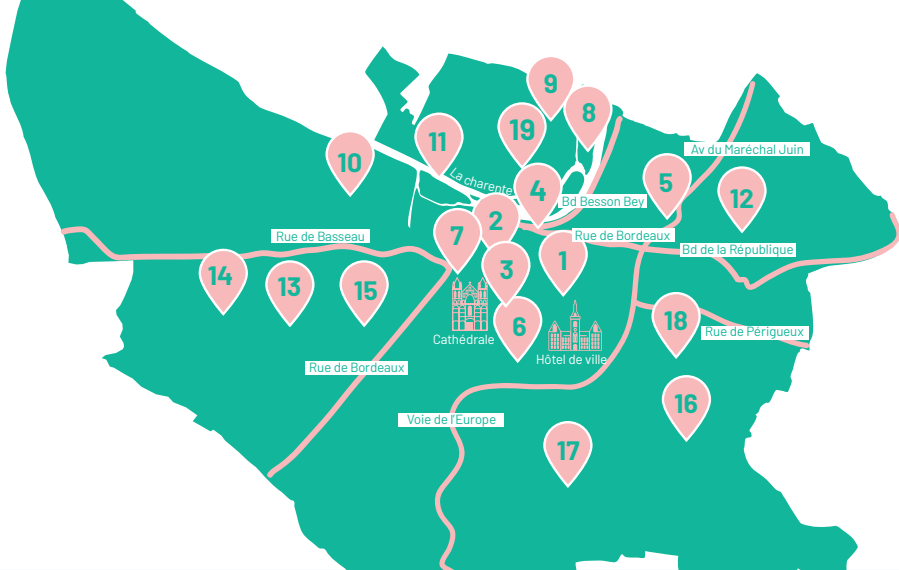 9
8
19
11
Av du Maréchal Juin
10
La charente
5
4
12
Bd Besson Bey
2
7
Rue de Basseau
Rue de Bordeaux
Bd de la République
1
3
14
13
15
18
6
Rue de Périgueux
Cathédrale
Hôtel de ville
Rue de Bordeaux
16
Voie de l'Europe
17